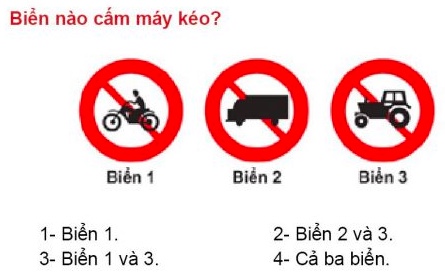 Biển nào cấm máy kéo?
Biển 1 Biển 2 Biển 3
1- Biển 1. 2- Biển 2 và 3.
3- Biển 1 và 3. 4- Cả ba biển.